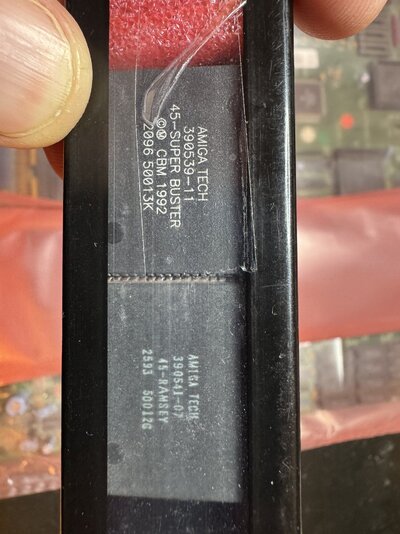 AMIGA TECH
390539-11
45-SUPER BUSTER
©Ⓜ CBM 1992
2096 50013K
AMIGA TECH
390541-07
45-RAMSEY
2593 50012G